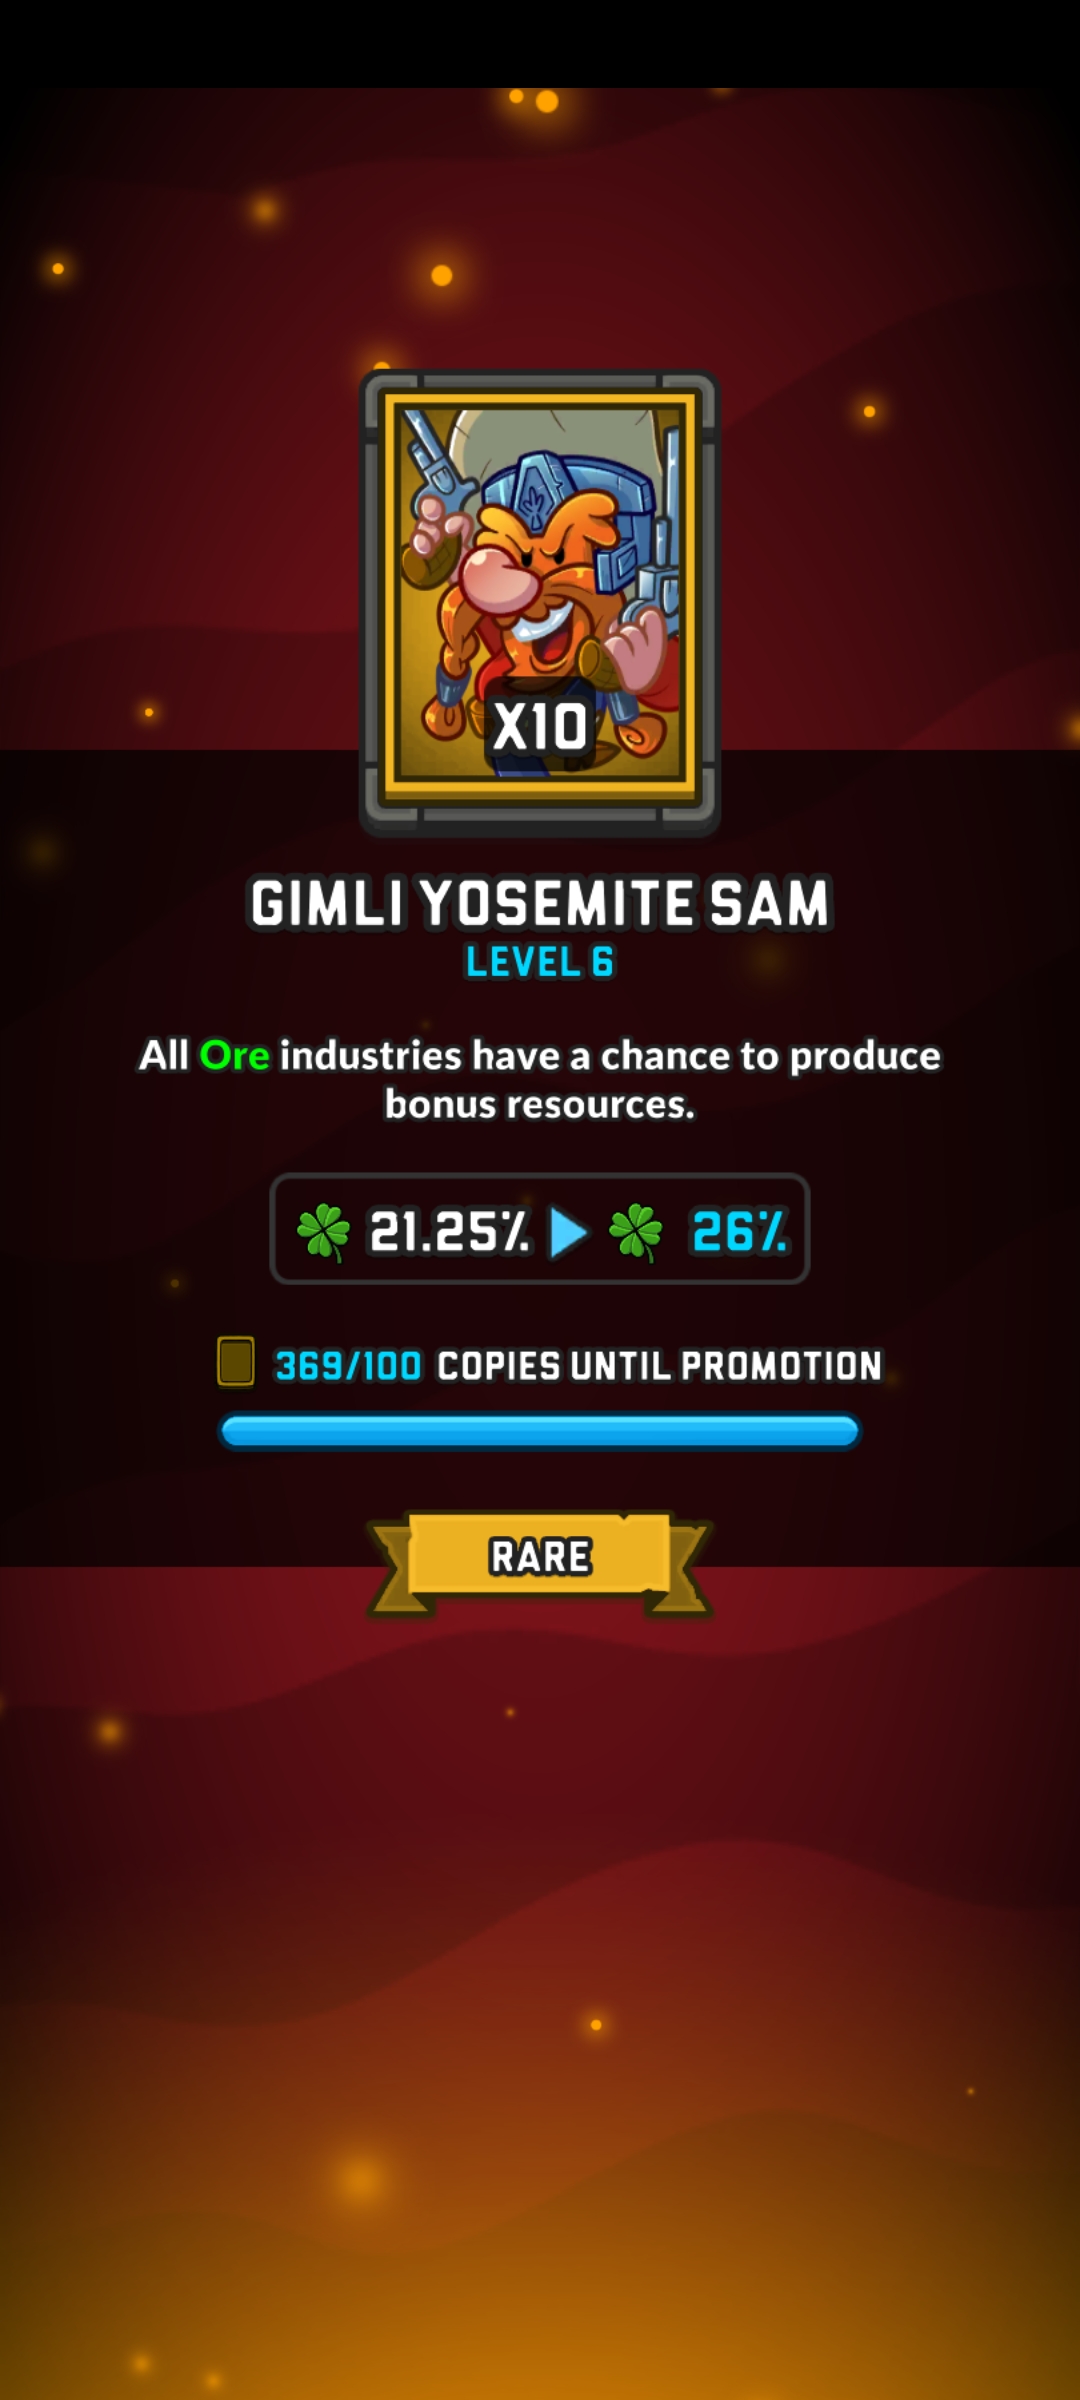 X10
GIMLI YOSEMITE SAM
LEVEL 6
All Ore industries have a chance to produce
bonus resources.
21.25% 26%
369/100 COPIES UNTIL PROMOTION
RARE